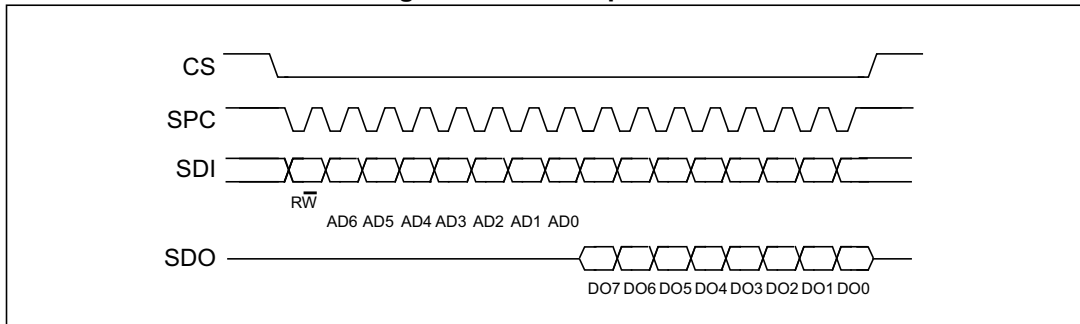 CS
SPC
SDI
RW̅
AD6 AD5 AD4 AD3 AD2 AD1 AD0
SDO
DO7 DO6 DO5 DO4 DO3 DO2 DO1 DO0